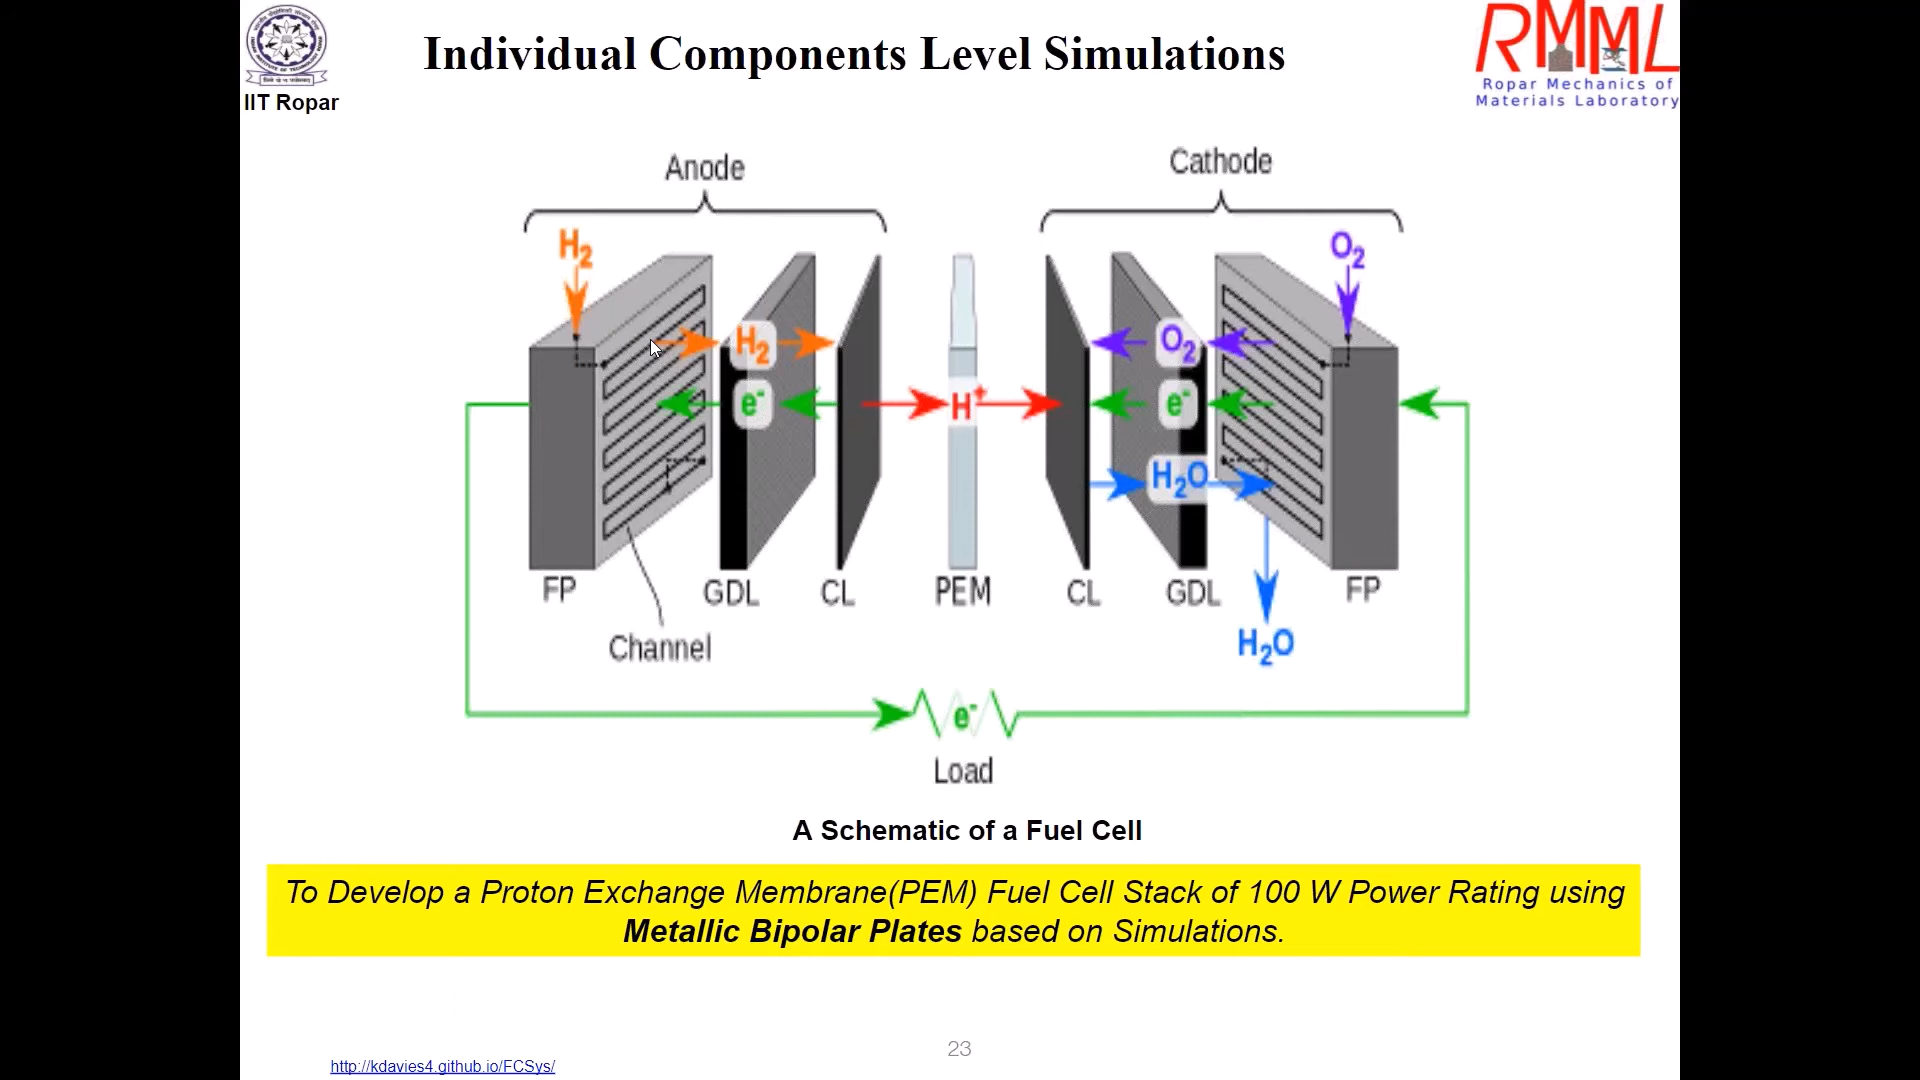 Individual Components Level Simulations
IIT Ropar
RMML
Ropar Mechanics of
Materials Laboratory
Anode
Cathode
H2
O2
H2
O2
e-
H+
e-
H2O
FP
GDL
CL
PEM
CL
GDL
FP
Channel
H2O
e-
Load
A Schematic of a Fuel Cell
To Develop a Proton Exchange Membrane(PEM) Fuel Cell Stack of 100 W Power Rating using
Metallic Bipolar Plates based on Simulations.
23
http://kdavies4.github.io/FCSys/